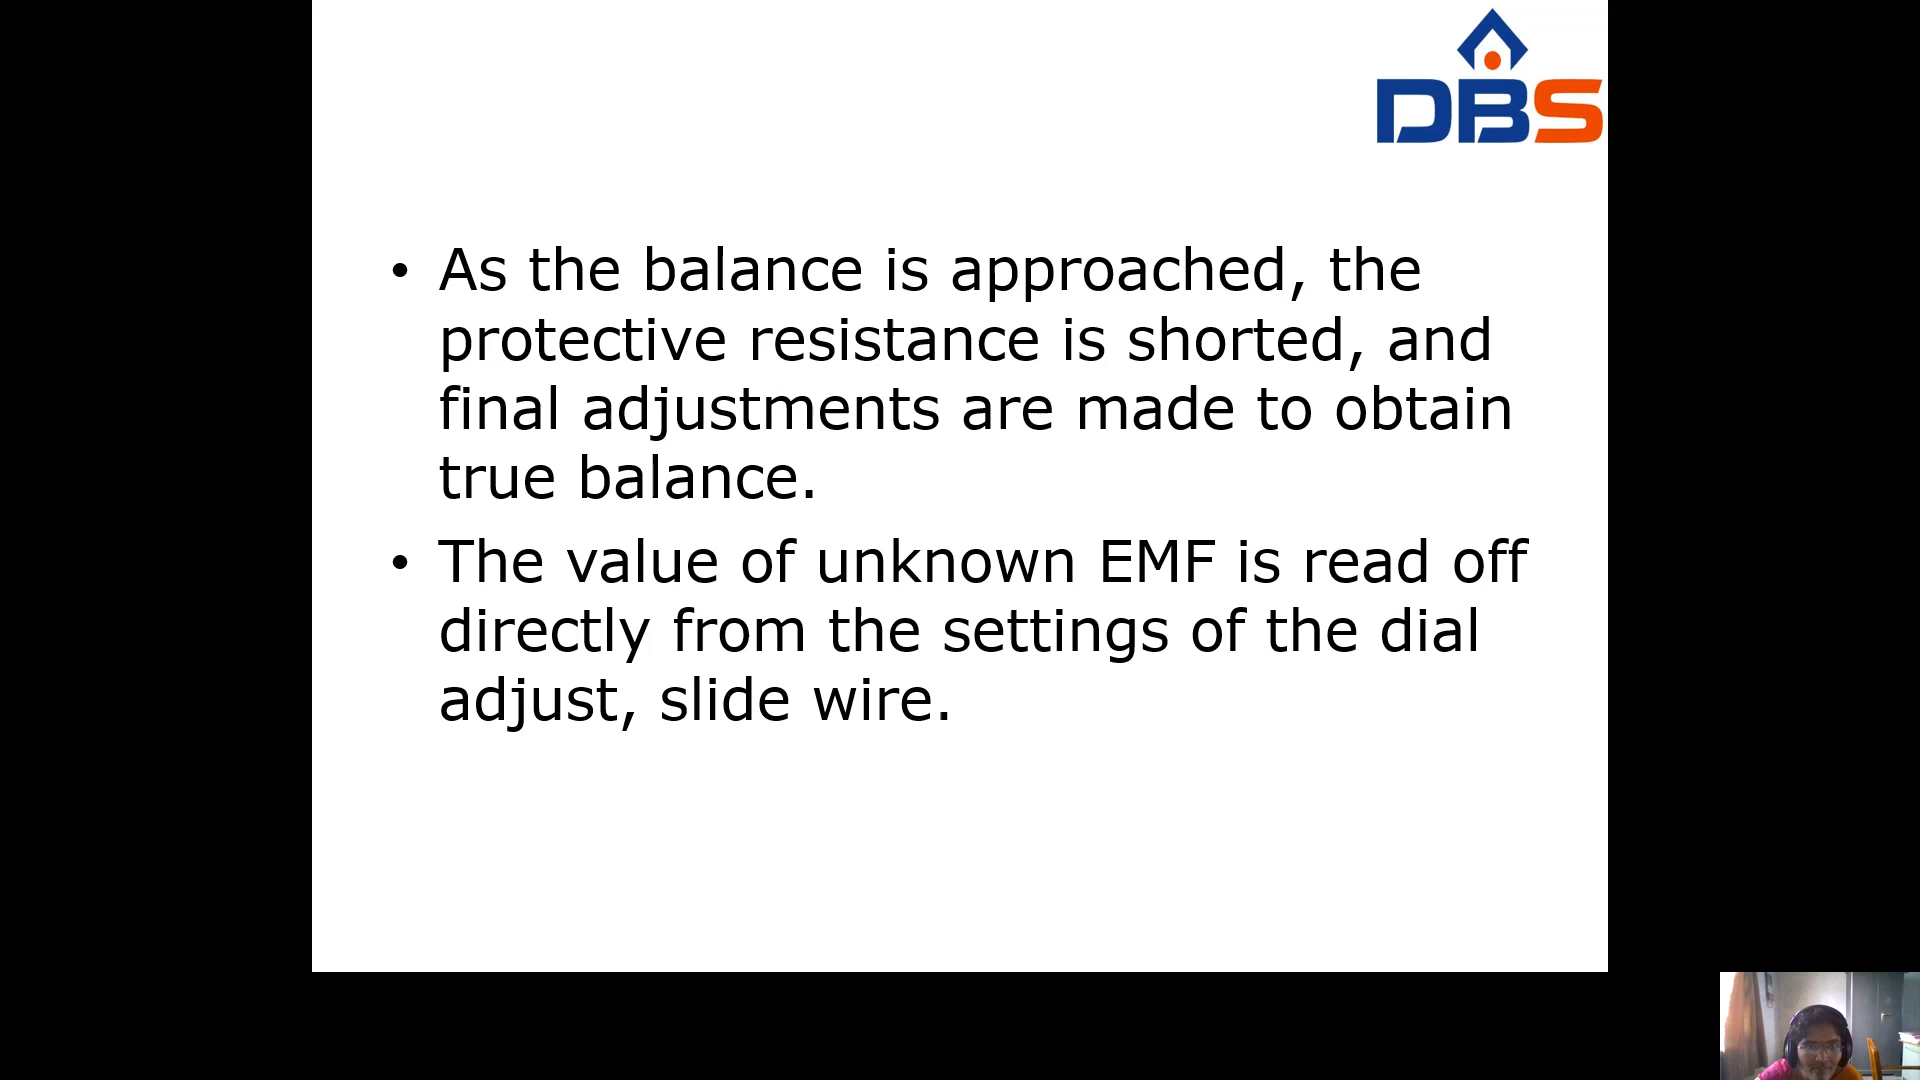 DBS
• As the balance is approached, the
protective resistance is shorted, and
final adjustments are made to obtain
true balance.
• The value of unknown EMF is read off
directly from the settings of the dial
adjust, slide wire.